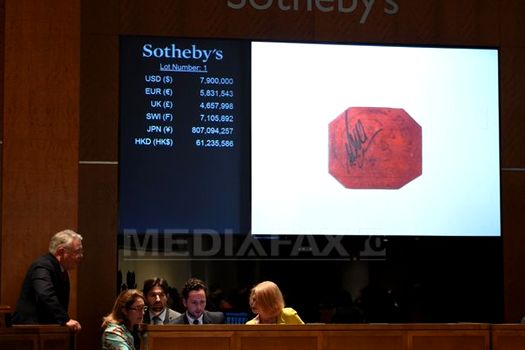 Sotheby's
Sotheby's
Lot Number: 1
USD ($) 7,900,000
EUR (€) 5,831,543
UK (£) 4,657,998
SWI (F) 7,105,892
JPN (¥) 807,094,257
HKD (HK$) 61,235,586
MEDIAFAX